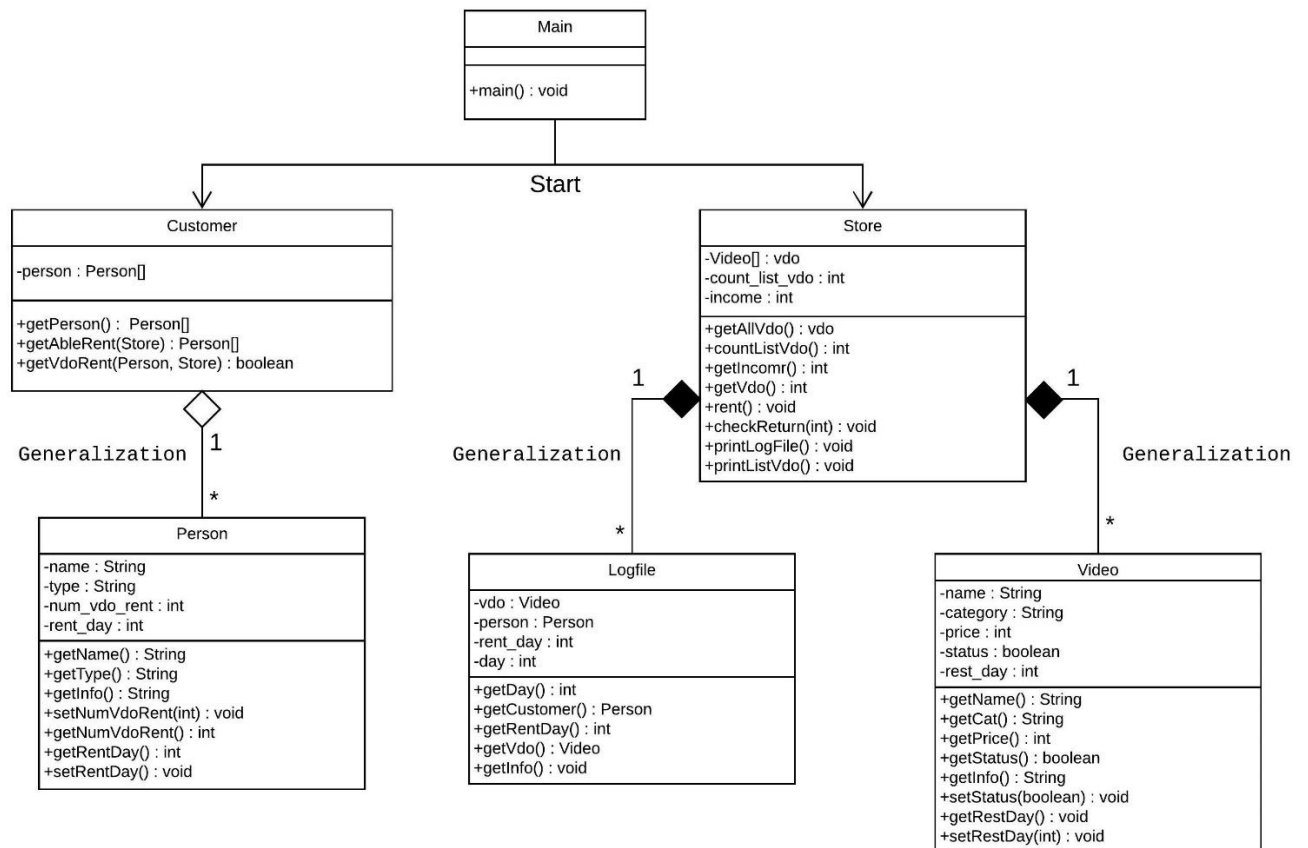 Main
+main() : void
Start
Customer
-person : Person[]
+getPerson() : Person[]
+getAbleRent(Store) : Person[]
+getVdoRent(Person, Store) : boolean
1
Generalization
*
Person
-name : String
-type : String
-num_vdo_rent : int
-rent_day : int
+getName() : String
+getType() : String
+getInfo() : String
+setNumVdoRent(int) : void
+getNumVdoRent() : int
+getRentDay() : int
+setRentDay() : void
Store
-Video[] : vdo
-count_list_vdo : int
-income : int
+getAllVdo() : vdo
+countListVdo() : int
+getIncomr() : int
+getVdo() : int
+rent() : void
+checkReturn(int) : void
+printLogFile() : void
+printListVdo() : void
1
Generalization
*
Logfile
-vdo : Video
-person : Person
-rent_day : int
-day : int
+getDay() : int
+getCustomer() : Person
+getRentDay() : int
+getVdo() : Video
+getInfo() : void
1
Generalization
*
Video
-name : String
-category : String
-price : int
-status : boolean
-rest_day : int
+getName() : String
+getCat() : String
+getPrice() : int
+getStatus() : boolean
+getInfo() : String
+setStatus(boolean) : void
+getRestDay() : void
+setRestDay(int) : void